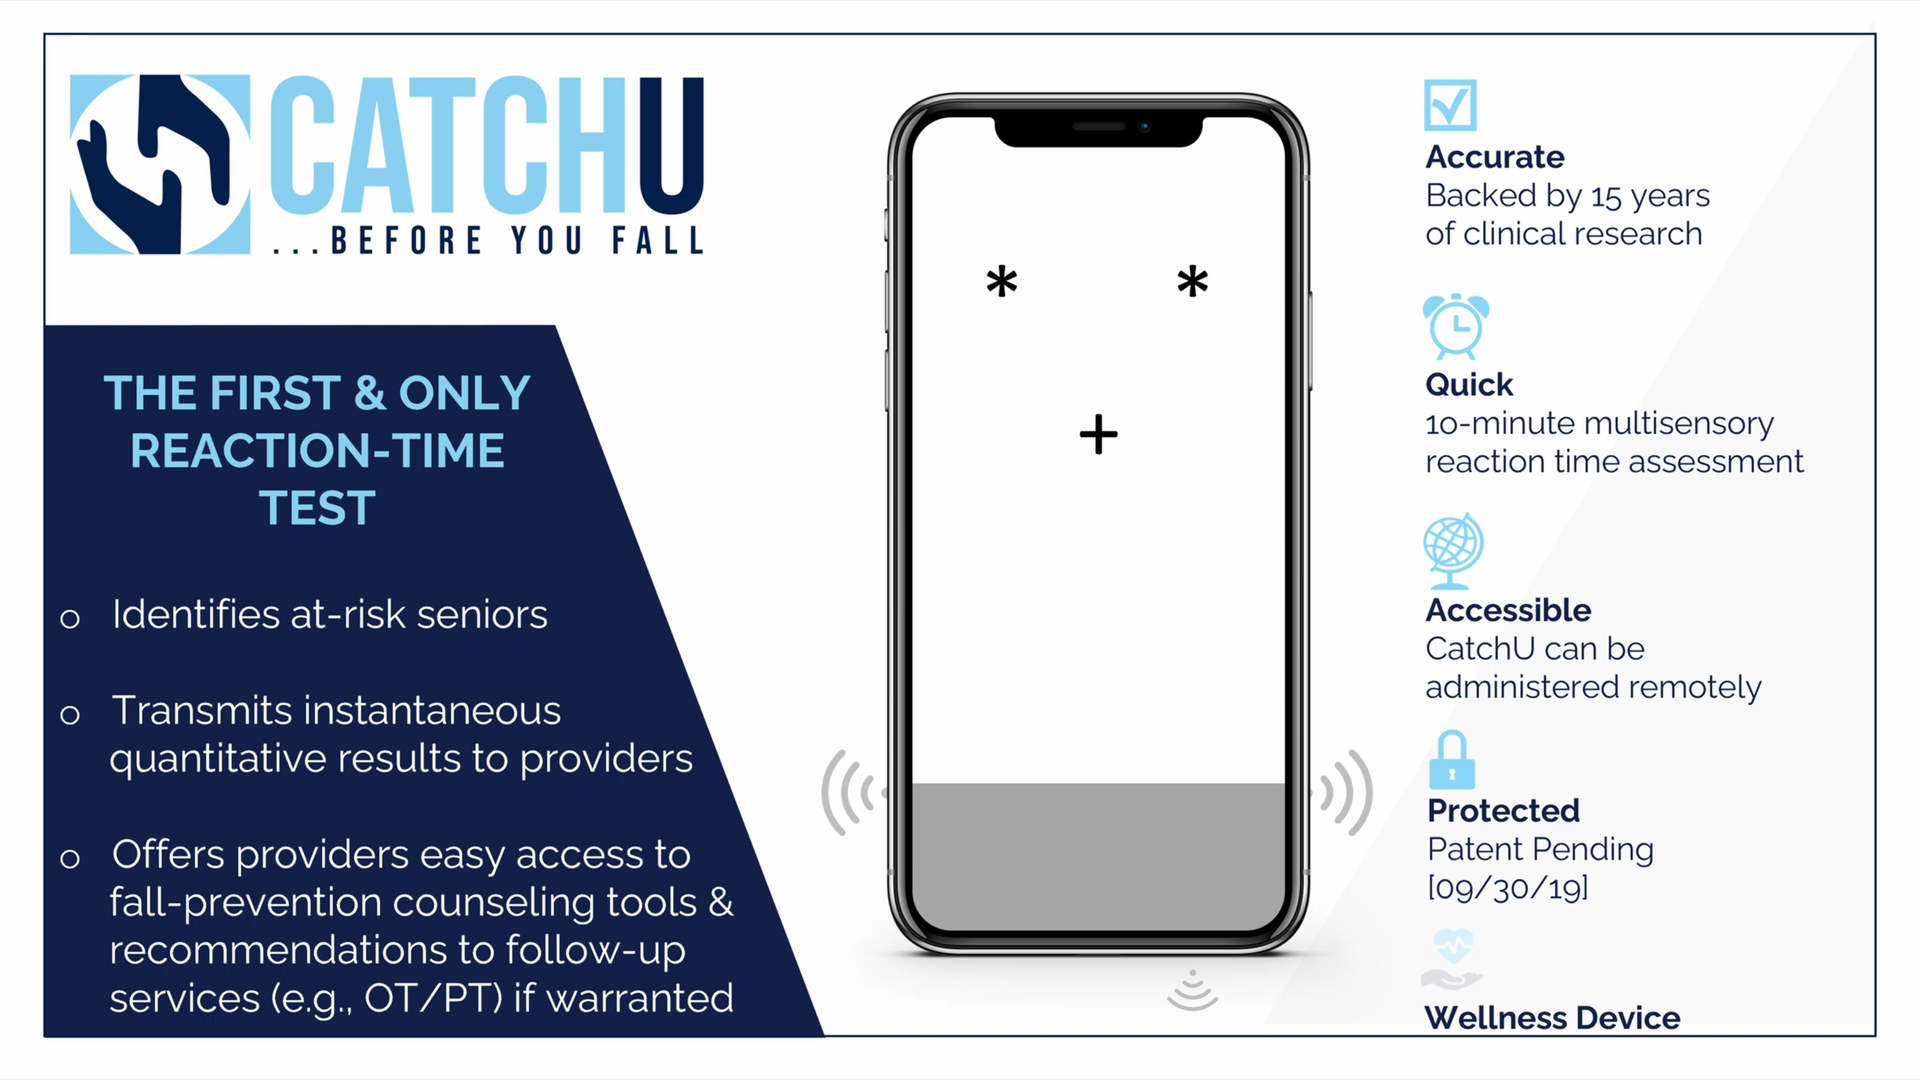 CATCHU
...BEFORE YOU FALL
THE FIRST & ONLY
REACTION-TIME
TEST
o Identifies at-risk seniors
o Transmits instantaneous
quantitative results to providers
o Offers providers easy access to
fall-prevention counseling tools &
recommendations to follow-up
services (e.g., OT/PT) if warranted
* *
+
Accurate
Backed by 15 years
of clinical research
Quick
10-minute multisensory
reaction time assessment
Accessible
CatchU can be
administered remotely
Protected
Patent Pending
[09/30/19]
Wellness Device